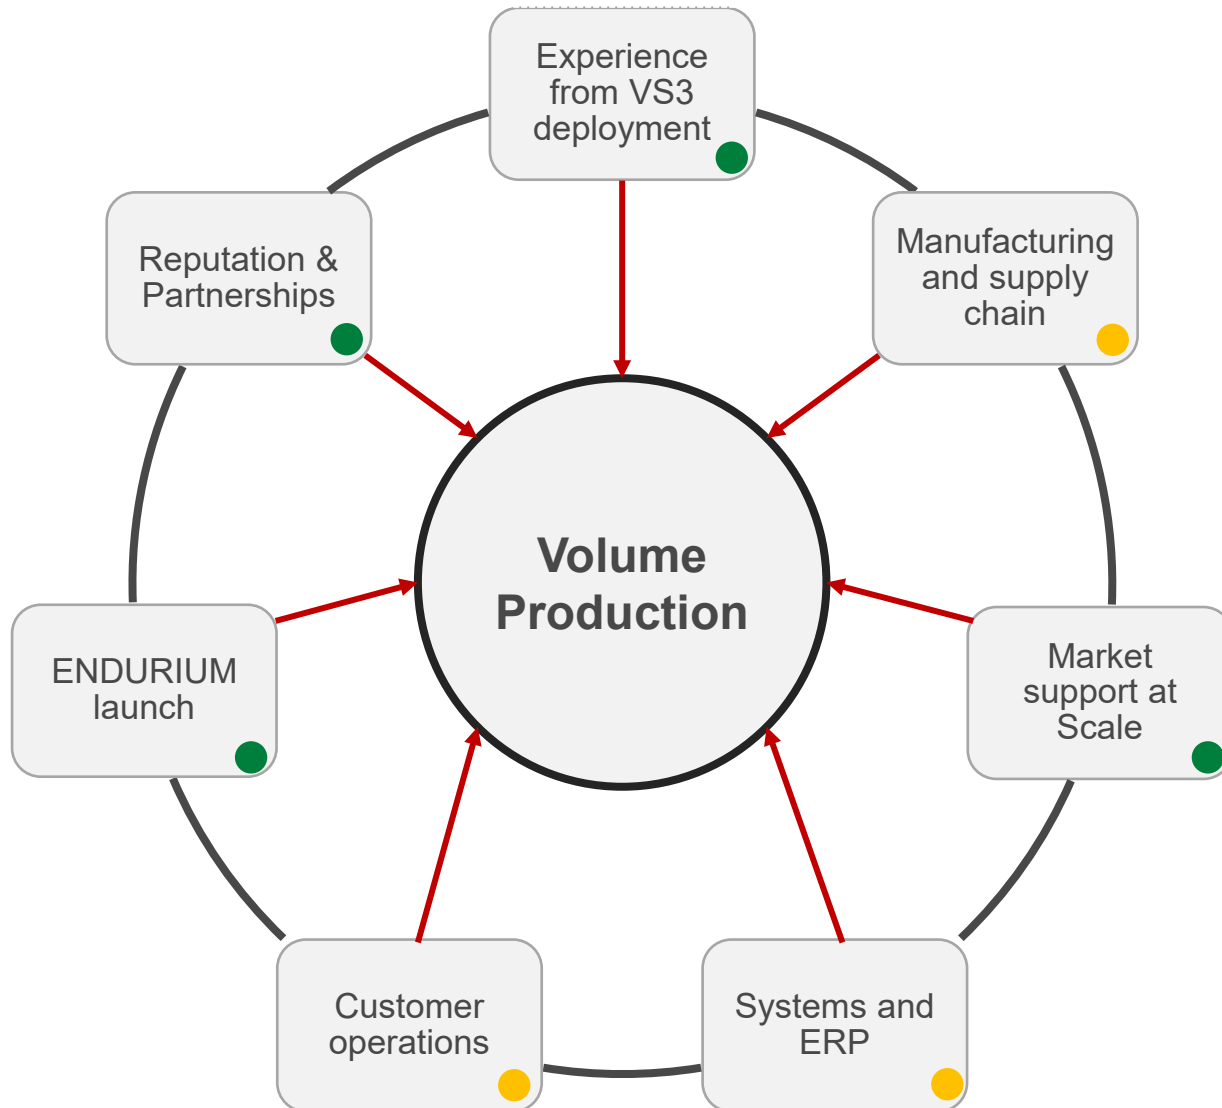 Experience
from VS3
deployment
Reputation &
Partnerships
Manufacturing
and supply
chain
Volume
Production
ENDURIUM
launch
Market
support at
Scale
Customer
operations
Systems and
ERP